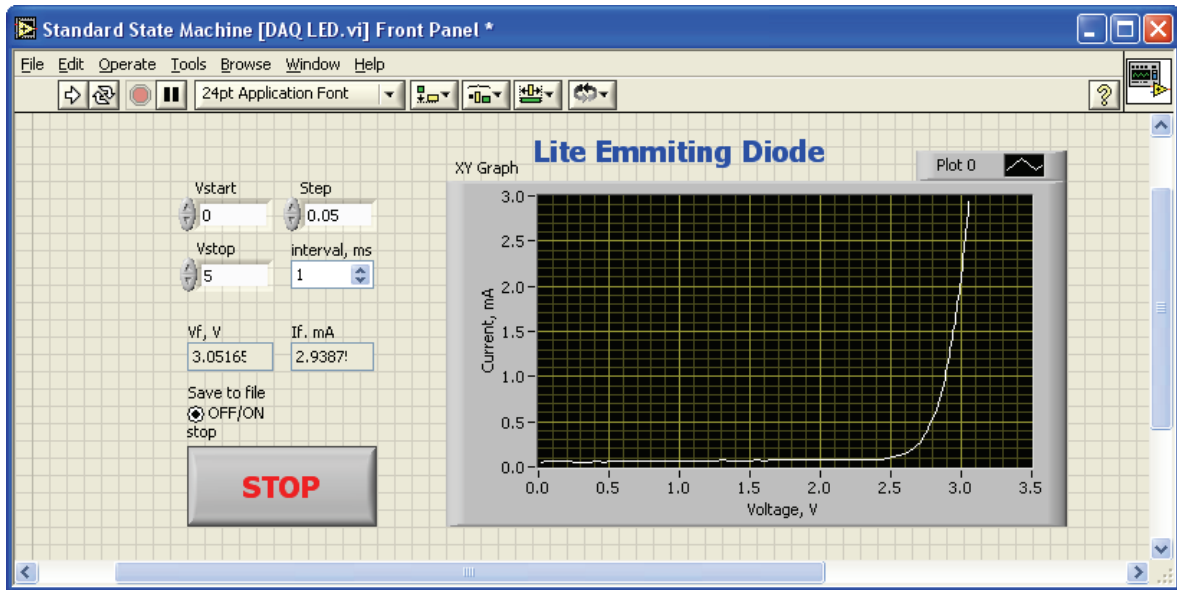 Standard State Machine [DAQ LED.vi] Front Panel *
File Edit Operate Tools Browse Window Help
24pt Application Font
?
Lite Emmiting Diode
XY Graph
Plot 0
Vstart Step
0 0.05
Vstop interval, ms
5 1
Vf, V If. mA
3.05165 2.9387
Save to file
OFF/ON
stop
STOP
Current, mA
3.0
2.5
2.0
1.5
1.0
0.5
0.0
0.0 0.5 1.0 1.5 2.0 2.5 3.0 3.5
Voltage, V